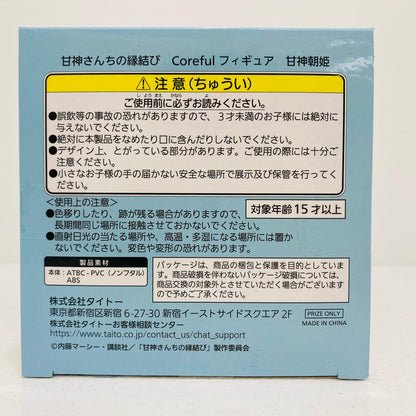 甘神さんちの縁結び Coreful フィギュア 甘神朝姫
注意(ちゅうい)
しようまえ かなら よ
ご使用前に必ずお読みください。
●誤飲等の事故の恐れがありますので、３才未満のお子様には絶対に
与えないでください。
●絶対に本製品をなめたり口に含んだりしないでください。
●デザイン上、とがっている部分があります。ご使用の際には十分ご
注意ください。
●小さなお子様の手の届かない安全な場所で展示及び保管を行ってく
ださい。
＜使用上の注意＞
●色移りしたり、跡が残る場合がありますので、
長期間同じ場所に接触させておかないでください。
●直射日光の当たる場所や、高温・多湿になる場所には置か
ないでください。変色や変形の恐れがあります。
対象年齢15才以上
製品素材
本体：ATBC-PVC（ノンフタル）
ABS
パッケージは、商品の梱包と保護を目的としています。
商品破損を伴わないパッケージ破損については、
商品交換の対象外とさせていただく場合がありますの
で予めご了承ください。
株式会社タイトー
東京都新宿区新宿 6-27-30 新宿イーストサイドスクエア 2F
株式会社タイトーお客様相談センター
https://www.taito.co.jp/contact_us/chat_support
©内藤マーシー・講談社／「甘神さんちの縁結び」製作委員会
PRIZE ONLY
MADE IN CHINA